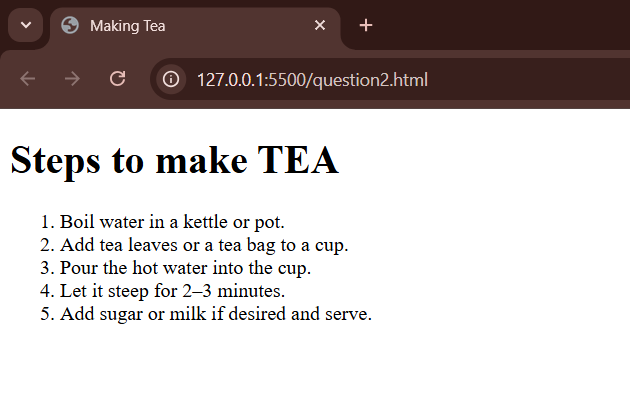 Making Tea
127.0.0.1:5500/question2.html
Steps to make TEA
1. Boil water in a kettle or pot.
2. Add tea leaves or a tea bag to a cup.
3. Pour the hot water into the cup.
4. Let it steep for 2–3 minutes.
5. Add sugar or milk if desired and serve.